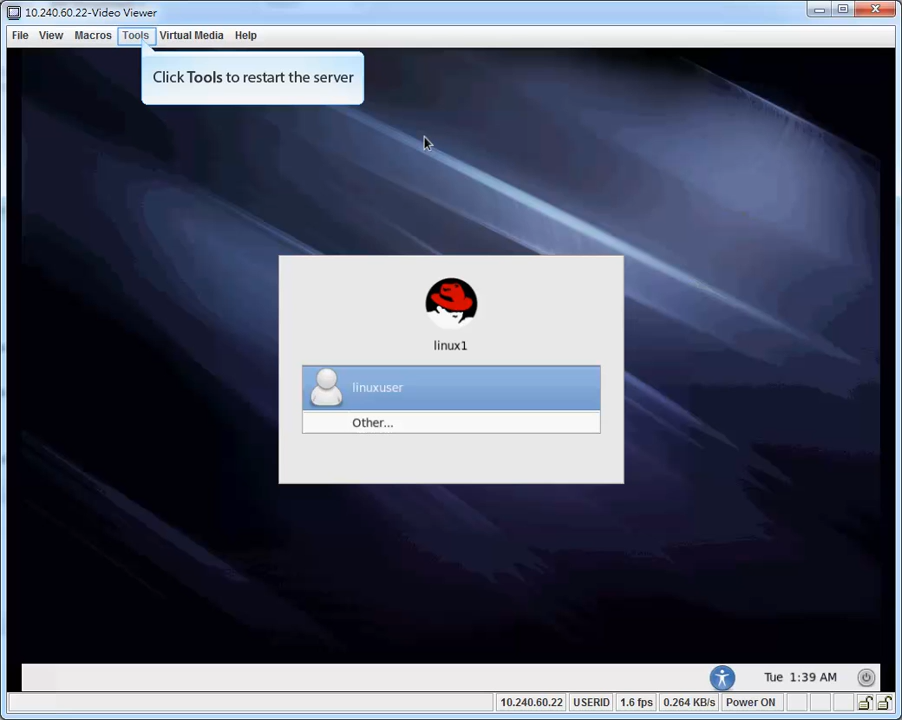 10.240.60.22-Video Viewer
File View Macros Tools Virtual Media Help
Click Tools to restart the server
linux1
linuxuser
Other...
Tue 1:39 AM
10.240.60.22 USERID 1.6 fps 0.264 KB/s Power ON